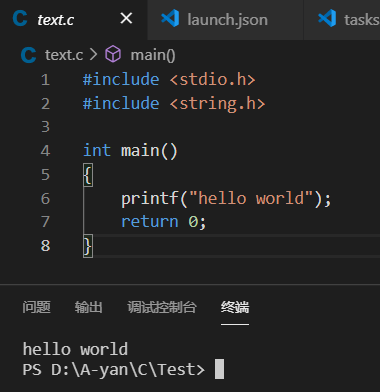 C text.c × launch.json tasks
C text.c > main()
1 #include <stdio.h>
2 #include <string.h>
3
4 int main()
5 {
6 printf("hello world");
7 return 0;
8 }
问题 输出 调试控制台 终端
hello world
PS D:\A-yan\C\Test>